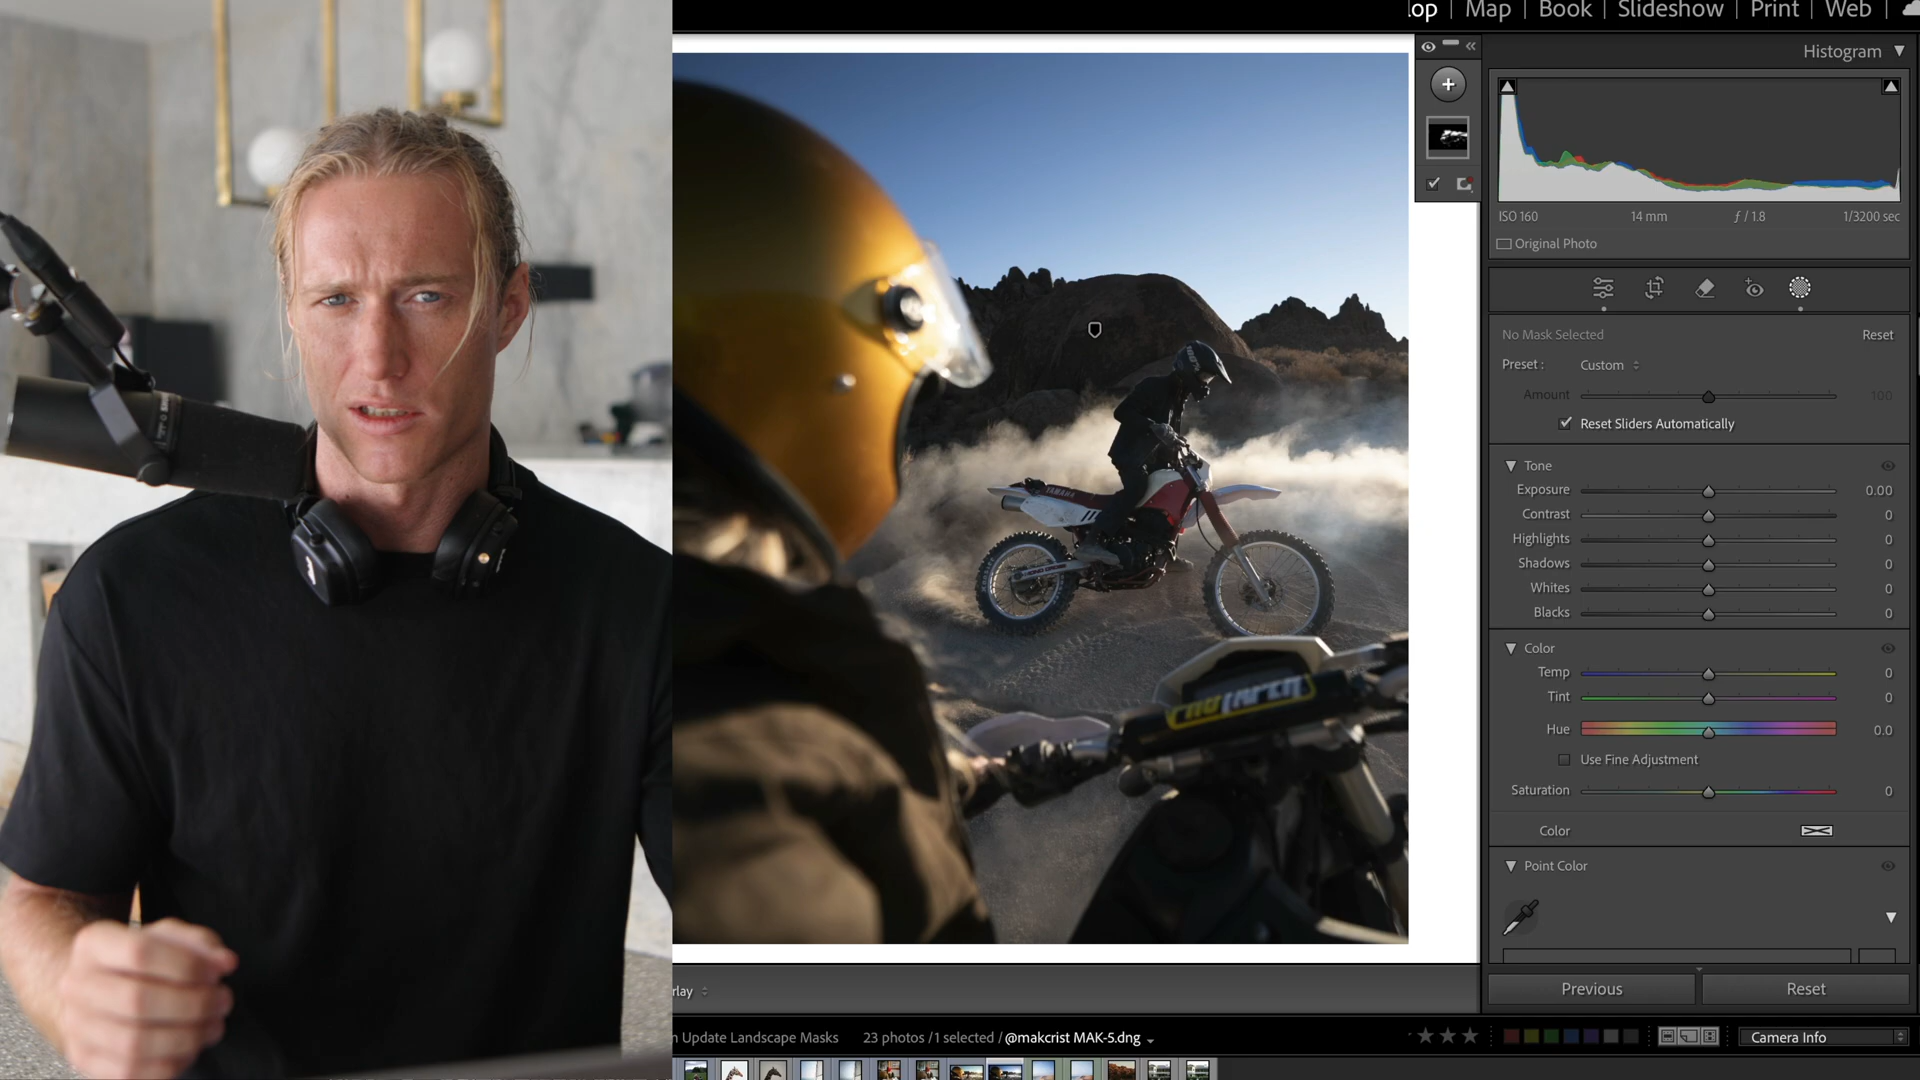 Map | Book | Slideshow | Print | Web |
Histogram
ISO 160 14 mm ƒ / 1.8 1/3200 sec
Original Photo
No Mask Selected Reset
Preset : Custom
Amount 100
Reset Sliders Automatically
Tone
Exposure 0.00
Contrast 0
Highlights 0
Shadows 0
Whites 0
Blacks 0
Color
Temp 0
Tint 0
Hue 0.0
Use Fine Adjustment
Saturation 0
Color
Point Color
Previous Reset
YAMAHA
rlay
Update Landscape Masks 23 photos /1 selected / @makcrist MAK-5.dng
Camera Info